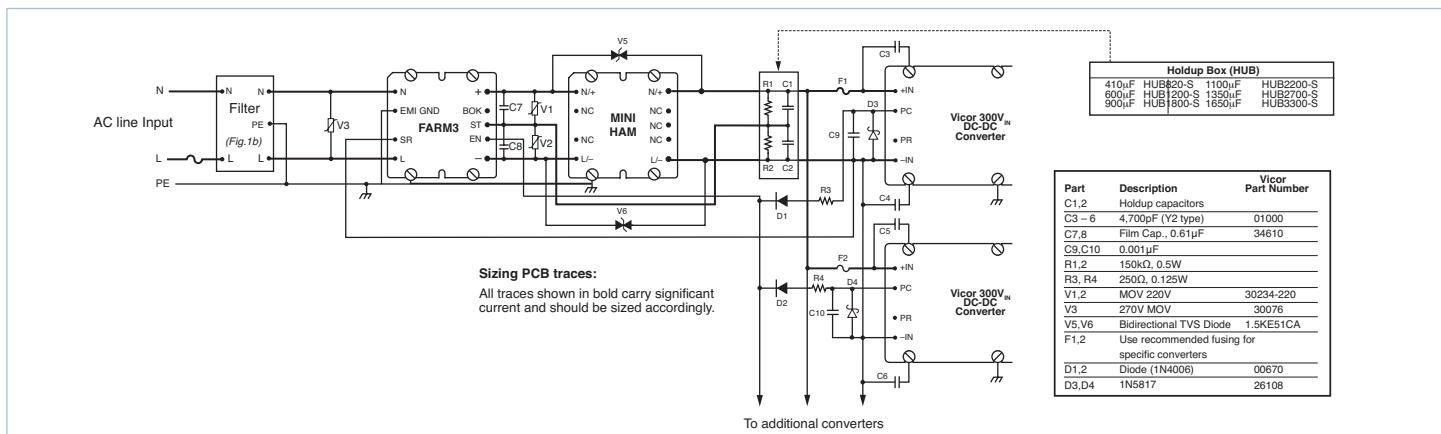 V5
C3
Holdup Box (HUB)
410µF HUB820-S 1100µF HUB2200-S
600µF HUB1200-S 1350µF HUB2700-S
900µF HUB1800-S 1650µF HUB3300-S
N
N
N
Filter
(Fig.1b)
PE
L
L
L
AC line Input
PE
V3
N
EMI GND
SR
L
FARM3
+
BOK
ST
EN
–
C7
C8
V1
V2
N/+
NC
NC
L/–
MINI
HAM
N/+
NC
NC
NC
L/–
V6
R1
C1
R2
C2
F1
C9
D3
+IN
PC
PR
–IN
Vicor 300VIN
DC-DC
Converter
C4
R3
D1
C5
F2
R4
D2
D4
C10
+IN
PC
PR
–IN
Vicor 300VIN
DC-DC
Converter
C6
Sizing PCB traces:
All traces shown in bold carry significant
current and should be sized accordingly.
To additional converters
Part Description Vicor Part Number
C1,2 Holdup capacitors
C3 – 6 4,700pF (Y2 type) 01000
C7,8 Film Cap., 0.61µF 34610
C9,C10 0.001µF
R1,2 150kΩ, 0.5W
R3, R4 250Ω, 0.125W
V1,2 MOV 220V 30234-220
V3 270V MOV 30076
V5,V6 Bidirectional TVS Diode 1.5KE51CA
F1,2 Use recommended fusing for
specific converters
D1,2 Diode (1N4006) 00670
D3,D4 1N5817 26108